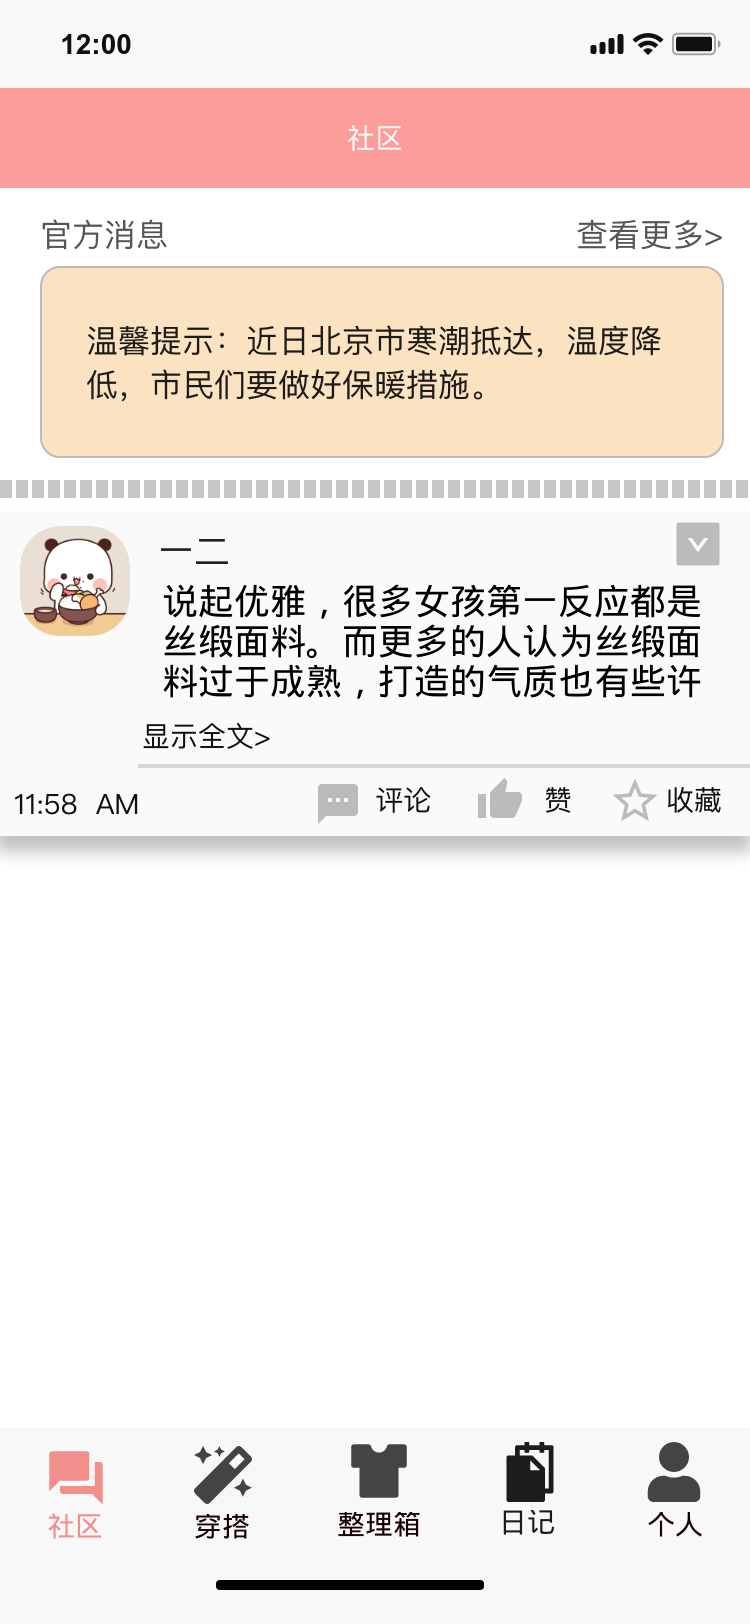 12:00
社区
官方消息 查看更多>
温馨提示：近日北京市寒潮抵达，温度降
低，市民们要做好保暖措施。
一二
说起优雅，很多女孩第一反应都是
丝缎面料。而更多的人认为丝缎面
料过于成熟，打造的气质也有些许
显示全文>
11:58 AM 评论 赞 收藏
社区 穿搭 整理箱 日记 个人